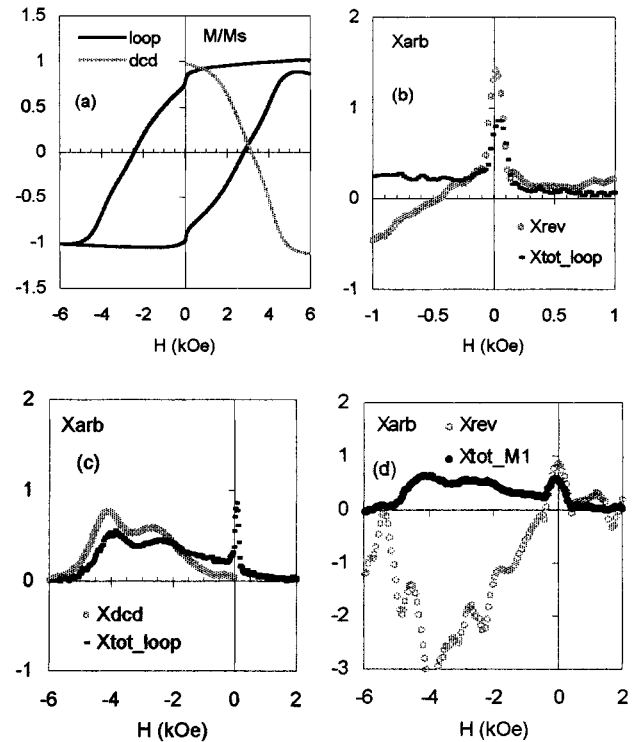 loop
dcd
M/Ms
(a)
1.5
1
0.5
0
-0.5
-1
-1.5
-6 -4 -2 0 2 4 6
H (kOe)
Xarb
(b)
2
1
0
-1
Xrev
Xtot_loop
-1 -0.5 0 0.5 1
H (kOe)
Xarb
(c)
2
1
0
-1
Xdcd
Xtot_loop
-6 -4 -2 0 2
H (kOe)
Xarb
Xrev
Xtot_M1
(d)
2
1
0
-1
-2
-3
-6 -4 -2 0 2
H (kOe)